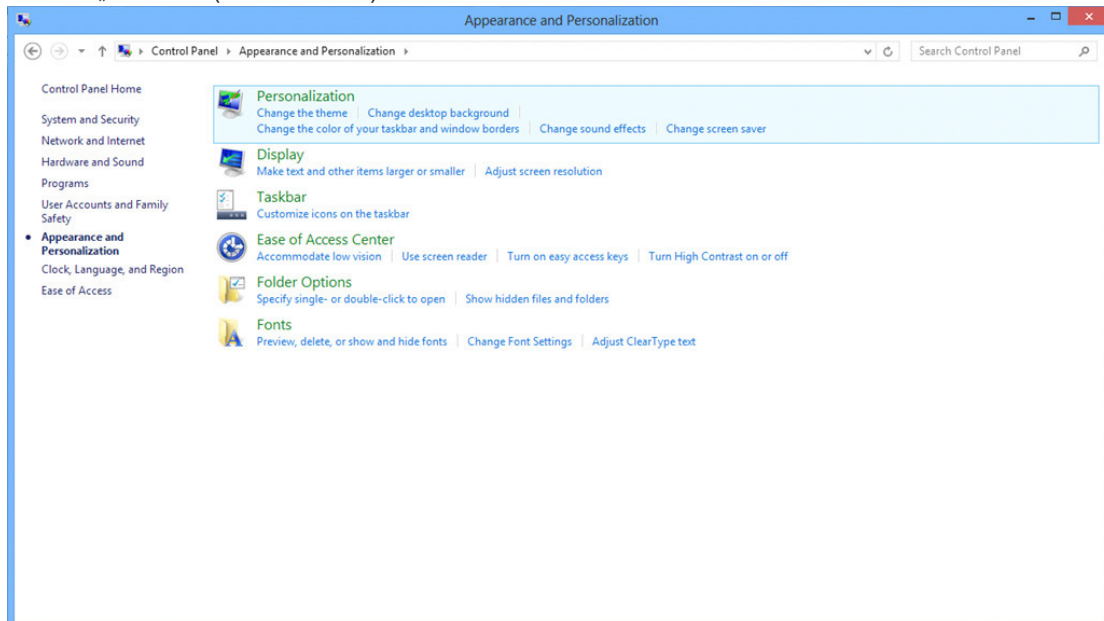 Appearance and Personalization
Control Panel Appearance and Personalization
Search Control Panel
Control Panel Home
System and Security
Network and Internet
Hardware and Sound
Programs
User Accounts and Family
Safety
Appearance and
Personalization
Clock, Language, and Region
Ease of Access
Personalization
Change the theme Change desktop background
Change the color of your taskbar and window borders Change sound effects Change screen saver
Display
Make text and other items larger or smaller Adjust screen resolution
Taskbar
Customize icons on the taskbar
Ease of Access Center
Accommodate low vision Use screen reader Turn on easy access keys Turn High Contrast on or off
Folder Options
Specify single- or double-click to open Show hidden files and folders
Fonts
Preview, delete, or show and hide fonts Change Font Settings Adjust ClearType text